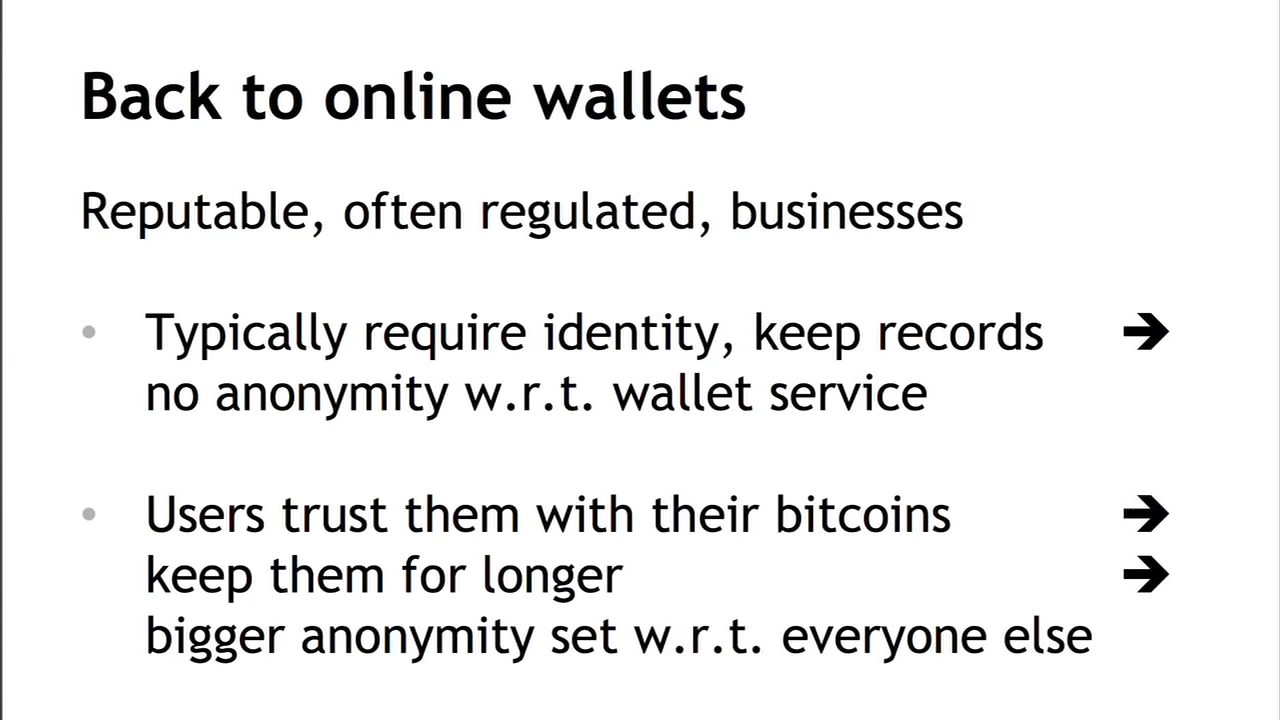 Back to online wallets
Reputable, often regulated, businesses
• Typically require identity, keep records ➔
no anonymity w.r.t. wallet service
• Users trust them with their bitcoins ➔
keep them for longer ➔
bigger anonymity set w.r.t. everyone else